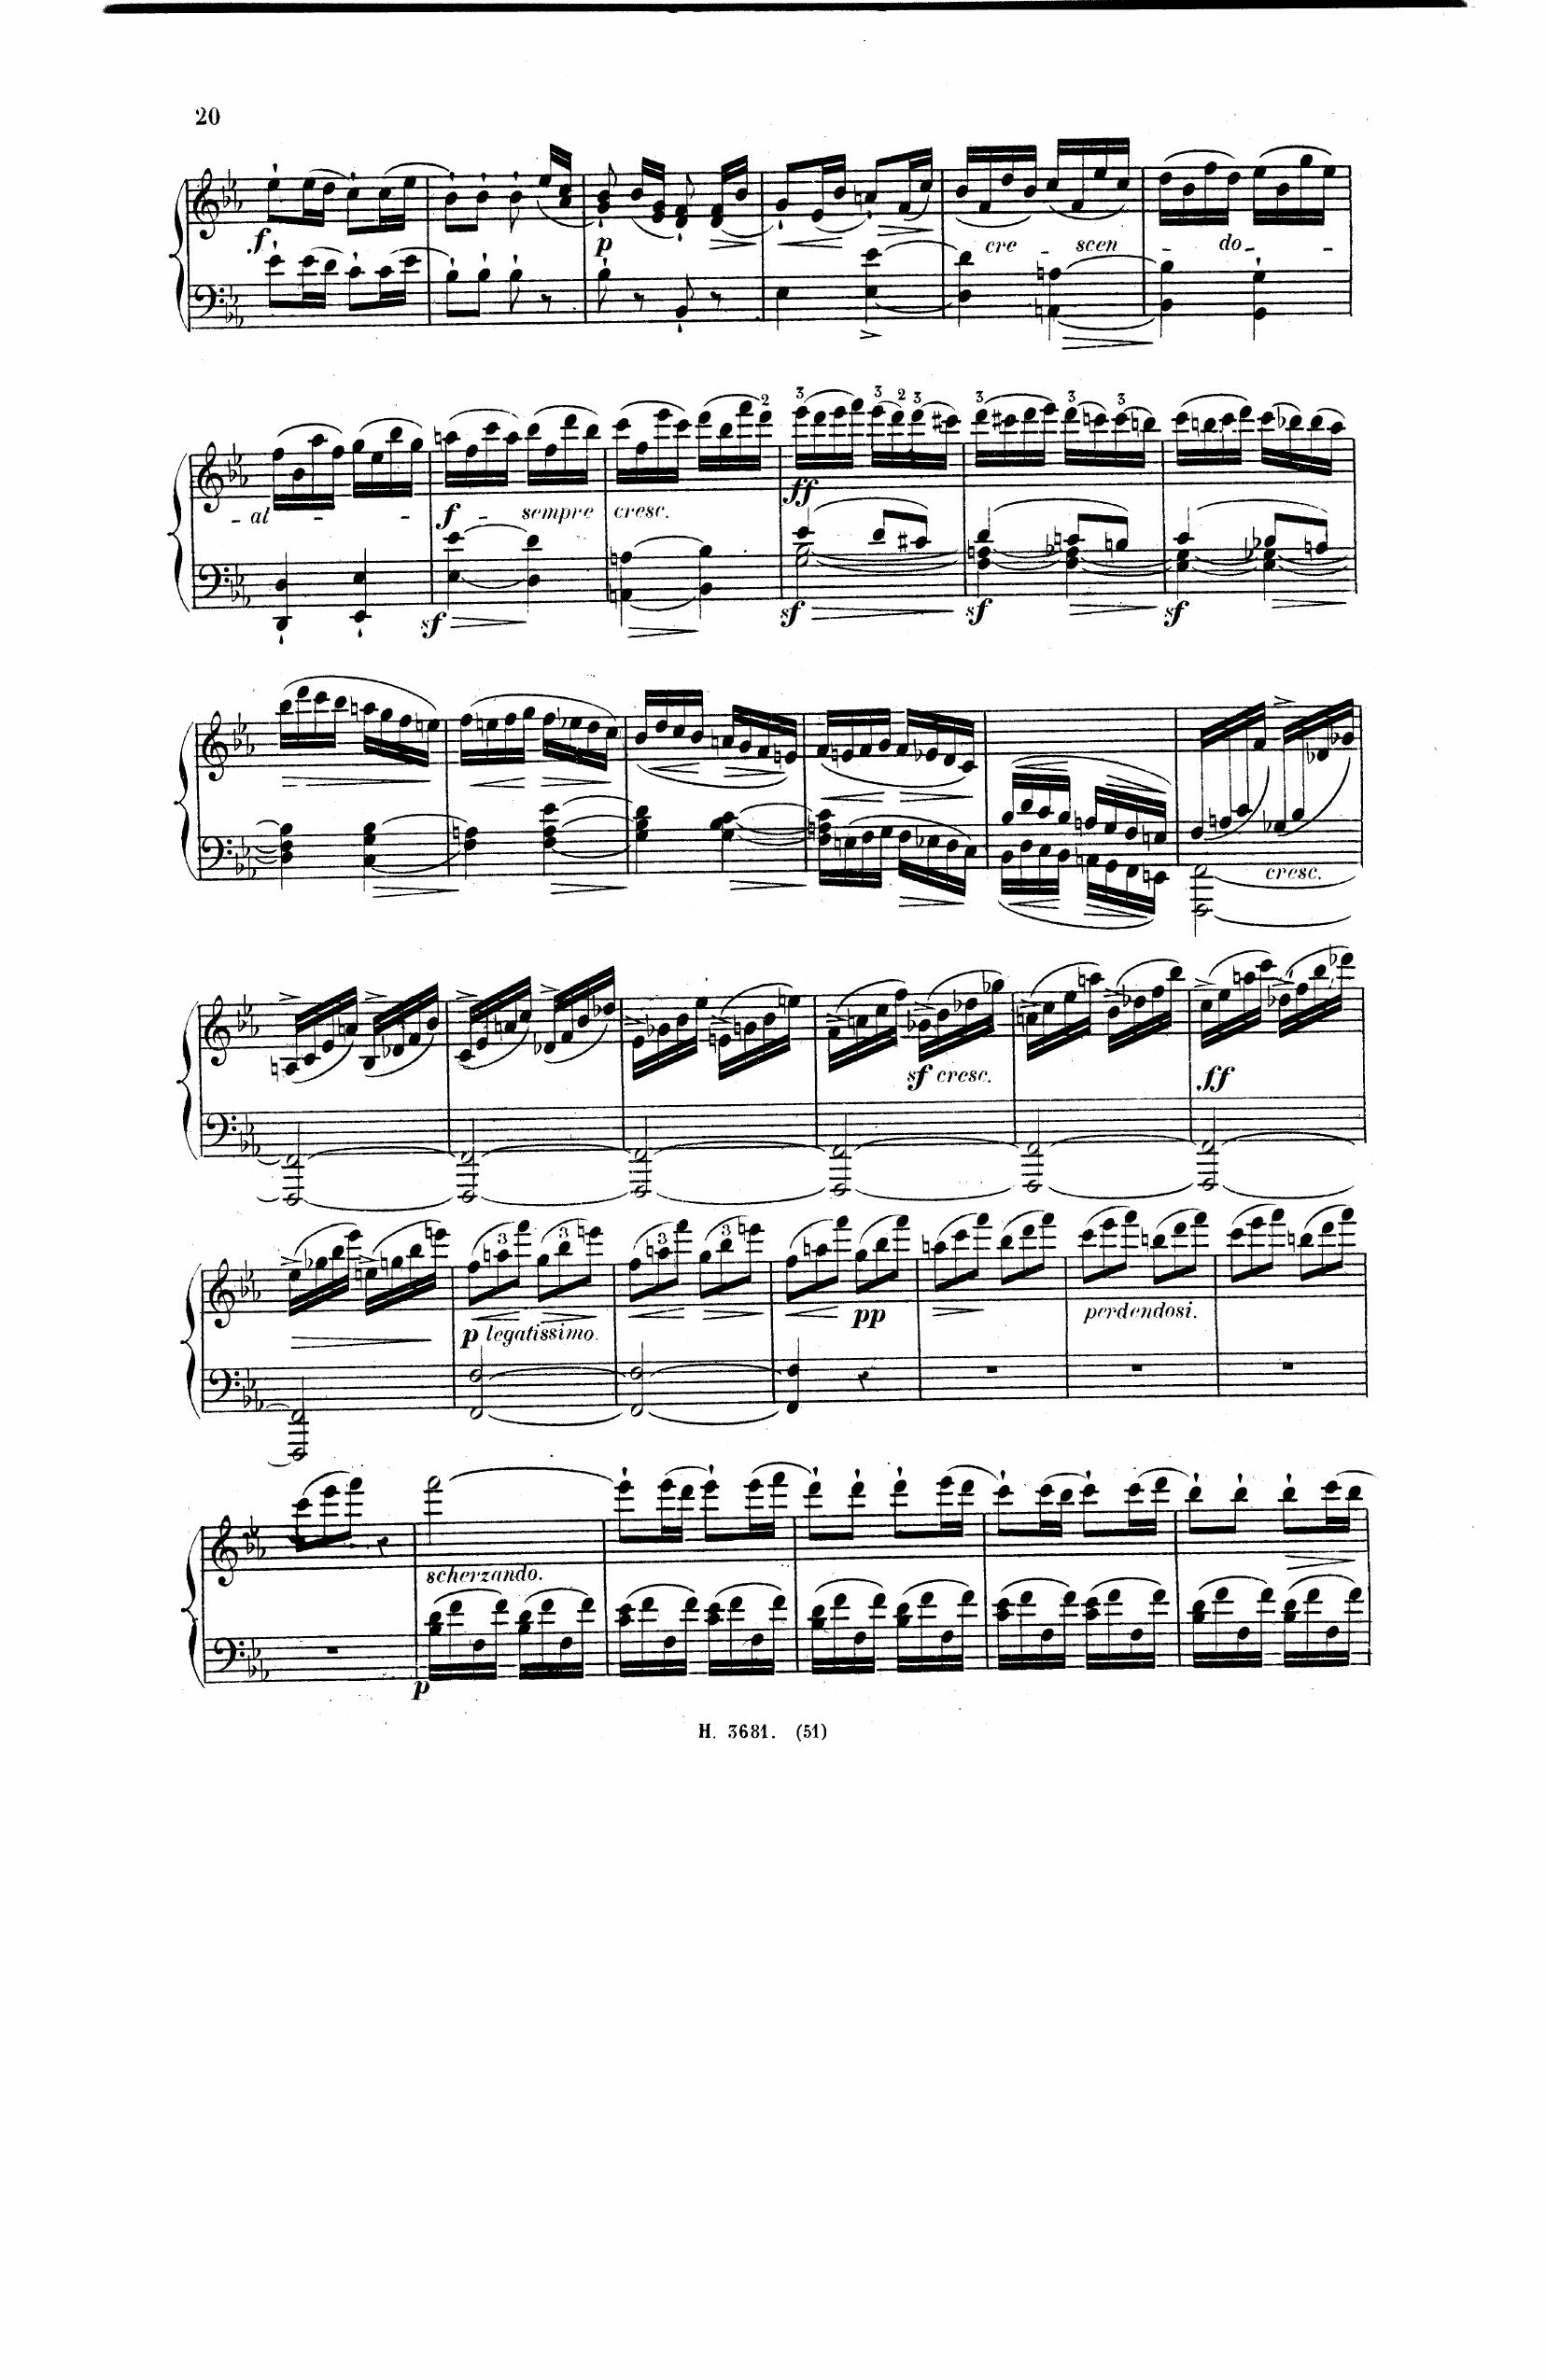 20
f
p
cre - scen - do - -
2 3 3 2 3 3 3 3
ff
- al - - f - sempre cresc.
sf sf sf
cresc.
sf cresc. ff
3 3 3 3
p legatissimo. pp perdendosi.
scherzando.
p
H. 3681. (51)